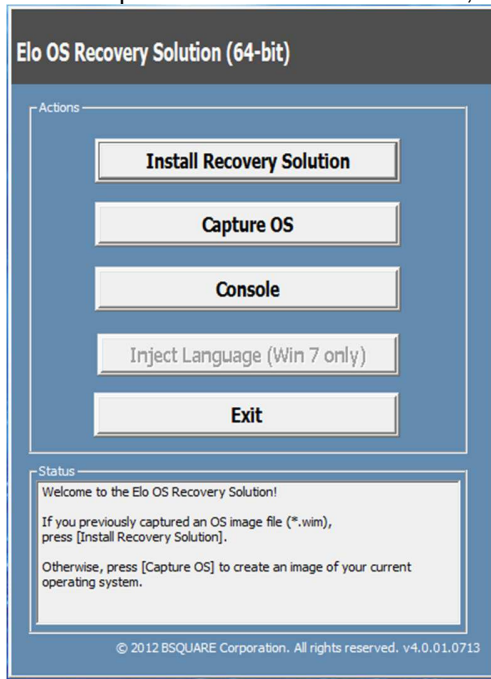 Elo OS Recovery Solution (64-bit)
Actions
Install Recovery Solution
Capture OS
Console
Inject Language (Win 7 only)
Exit
Status
Welcome to the Elo OS Recovery Solution!
If you previously captured an OS image file (*.wim),
press [Install Recovery Solution].
Otherwise, press [Capture OS] to create an image of your current
operating system.
© 2012 BSQUARE Corporation. All rights reserved. v4.0.01.0713